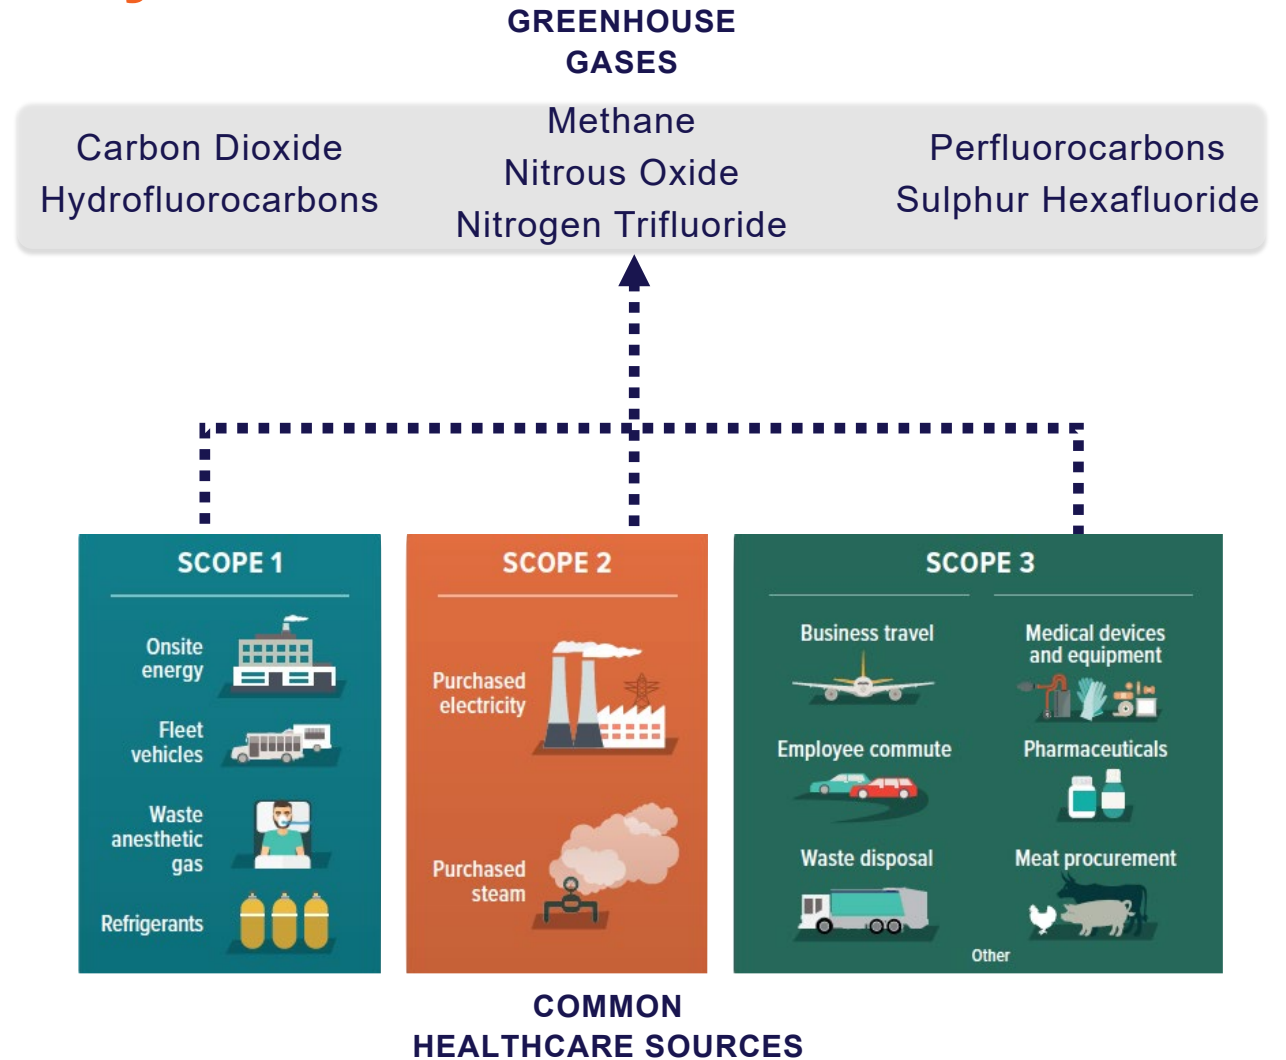 GREENHOUSE
GASES
Carbon Dioxide
Hydrofluorocarbons
Methane
Nitrous Oxide
Nitrogen Trifluoride
Perfluorocarbons
Sulphur Hexafluoride
SCOPE 1
Onsite
energy
Fleet
vehicles
Waste
anesthetic
gas
Refrigerants
SCOPE 2
Purchased
electricity
Purchased
steam
SCOPE 3
Business travel
Employee commute
Waste disposal
Medical devices
and equipment
Pharmaceuticals
Meat procurement
Other
COMMON
HEALTHCARE SOURCES